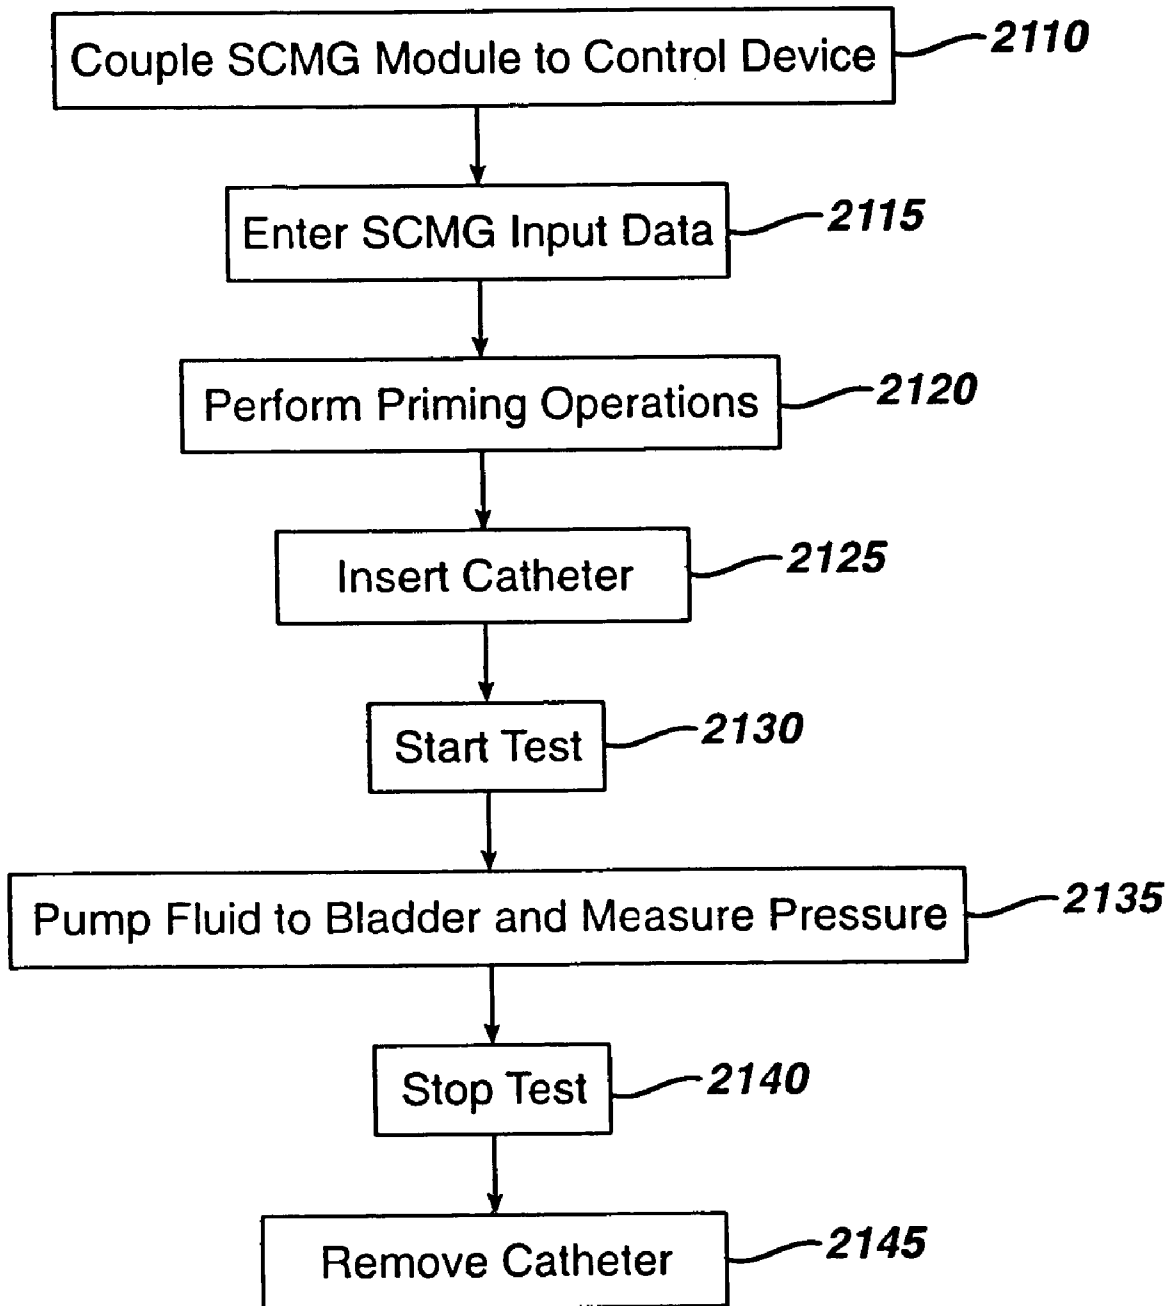 Couple SCMG Module to Control Device 2110
Enter SCMG Input Data 2115
Perform Priming Operations 2120
Insert Catheter 2125
Start Test 2130
Pump Fluid to Bladder and Measure Pressure 2135
Stop Test 2140
Remove Catheter 2145